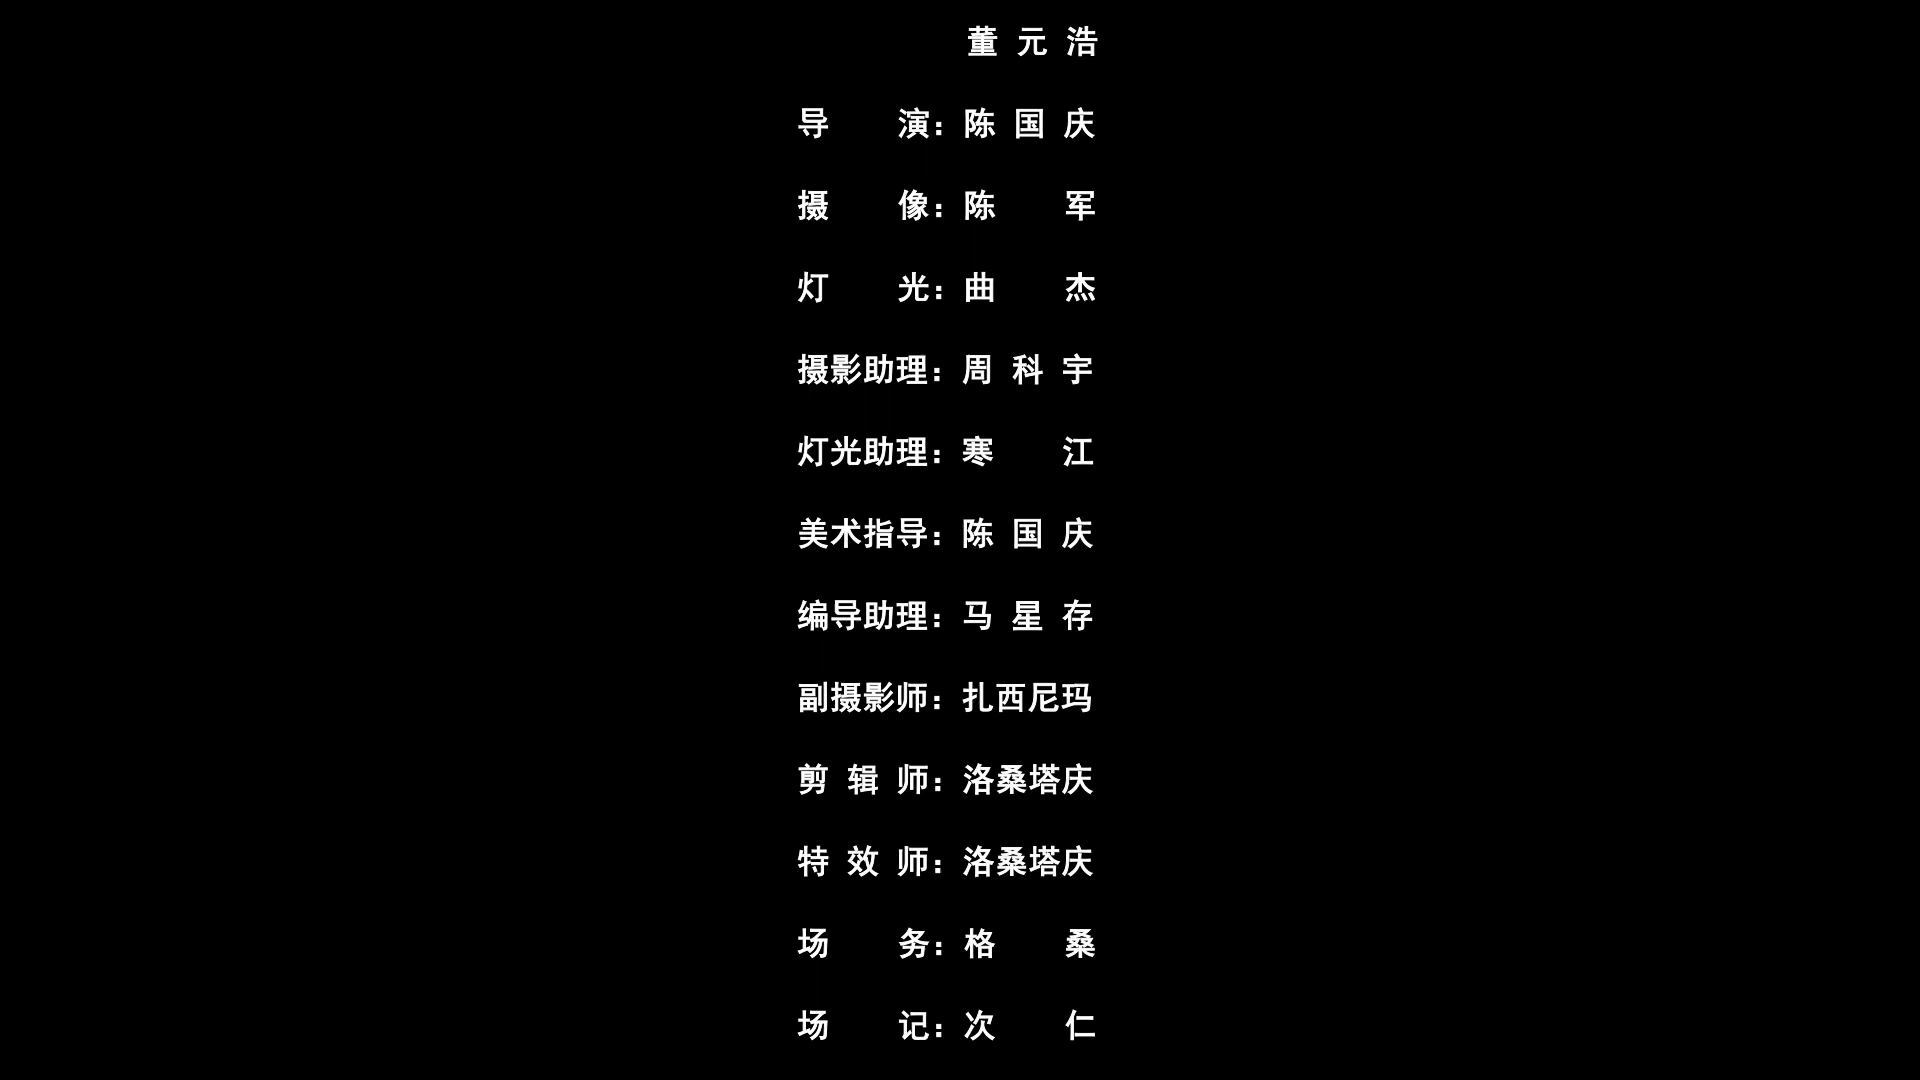 董 元 浩
导 演：陈 国 庆
摄 像：陈 军
灯 光：曲 杰
摄影助理：周 科 宇
灯光助理：寒 江
美术指导：陈 国 庆
编导助理：马 星 存
副摄影师：扎西尼玛
剪 辑 师：洛桑塔庆
特 效 师：洛桑塔庆
场 务：格 桑
场 记：次 仁